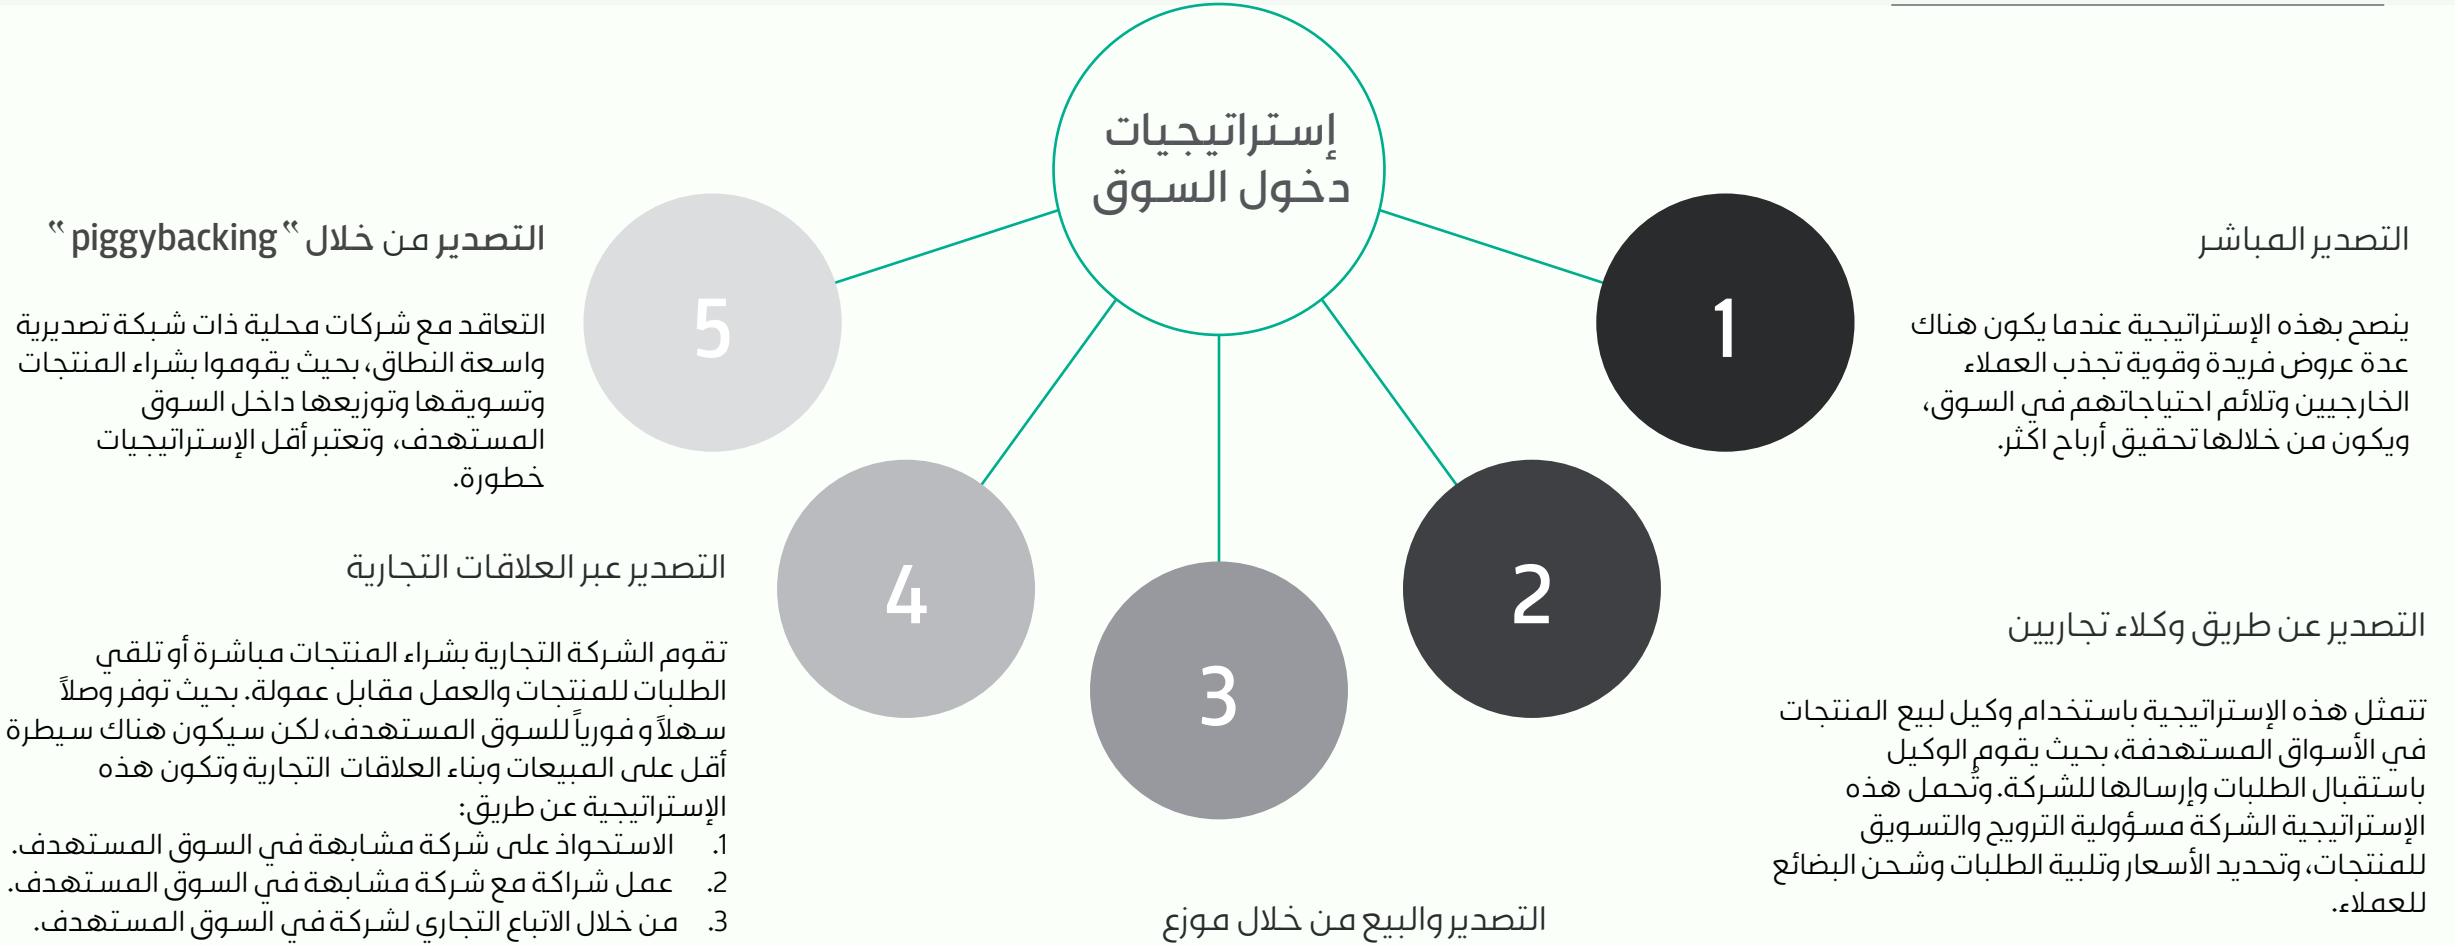 إستراتيجيات
دخول السوق
1
التصدير المباشر
ينصح بهذه الإستراتيجية عندما يكون هناك
عدة عروض فريدة وقوية تجذب العملاء
الخارجيين وتلائم احتياجاتهم في السوق،
ويكون من خلالها تحقيق أرباح اكثر.
2
التصدير عن طريق وكلاء تجاريين
تتمثل هذه الإستراتيجية باستخدام وكيل لبيع المنتجات
في الأسواق المستهدفة، بحيث يقوم الوكيل
باستقبال الطلبات وإرسالها للشركة. وتُحمل هذه
الإستراتيجية الشركة مسؤولية الترويج والتسويق
للمنتجات، وتحديد الأسعار وتلبية الطلبات وشحن البضائع
للعملاء.
3
التصدير والبيع من خلال موزع
4
التصدير عبر العلاقات التجارية
تقوم الشركة التجارية بشراء المنتجات مباشرة أو تلقي
الطلبات للمنتجات والعمل مقابل عمولة. بحيث توفر وصلاً
سهلاً و فورياً للسوق المستهدف، لكن سيكون هناك سيطرة
أقل على المبيعات وبناء العلاقات التجارية وتكون هذه
الإستراتيجية عن طريق:
1. الاستحواذ على شركة مشابهة في السوق المستهدف.
2. عمل شراكة مع شركة مشابهة في السوق المستهدف.
3. من خلال الاتباع التجاري لشركة في السوق المستهدف.
5
التصدير من خلال “ piggybacking “
التعاقد مع شركات محلية ذات شبكة تصديرية
واسعة النطاق، بحيث يقوموا بشراء المنتجات
وتسويقها وتوزيعها داخل السوق
المستهدف، وتعتبر أقل الإستراتيجيات
خطورة.